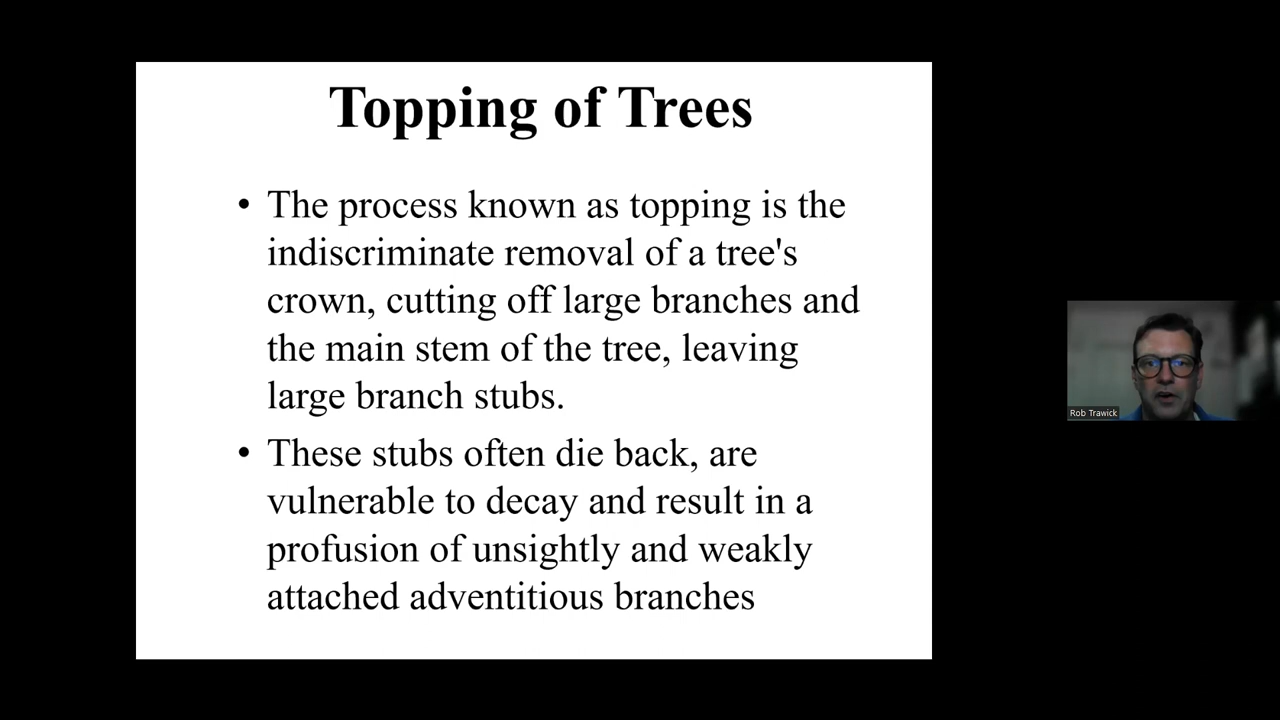 Topping of Trees
• The process known as topping is the
indiscriminate removal of a tree's
crown, cutting off large branches and
the main stem of the tree, leaving
large branch stubs.
• These stubs often die back, are
vulnerable to decay and result in a
profusion of unsightly and weakly
attached adventitious branches
Rob Trawick